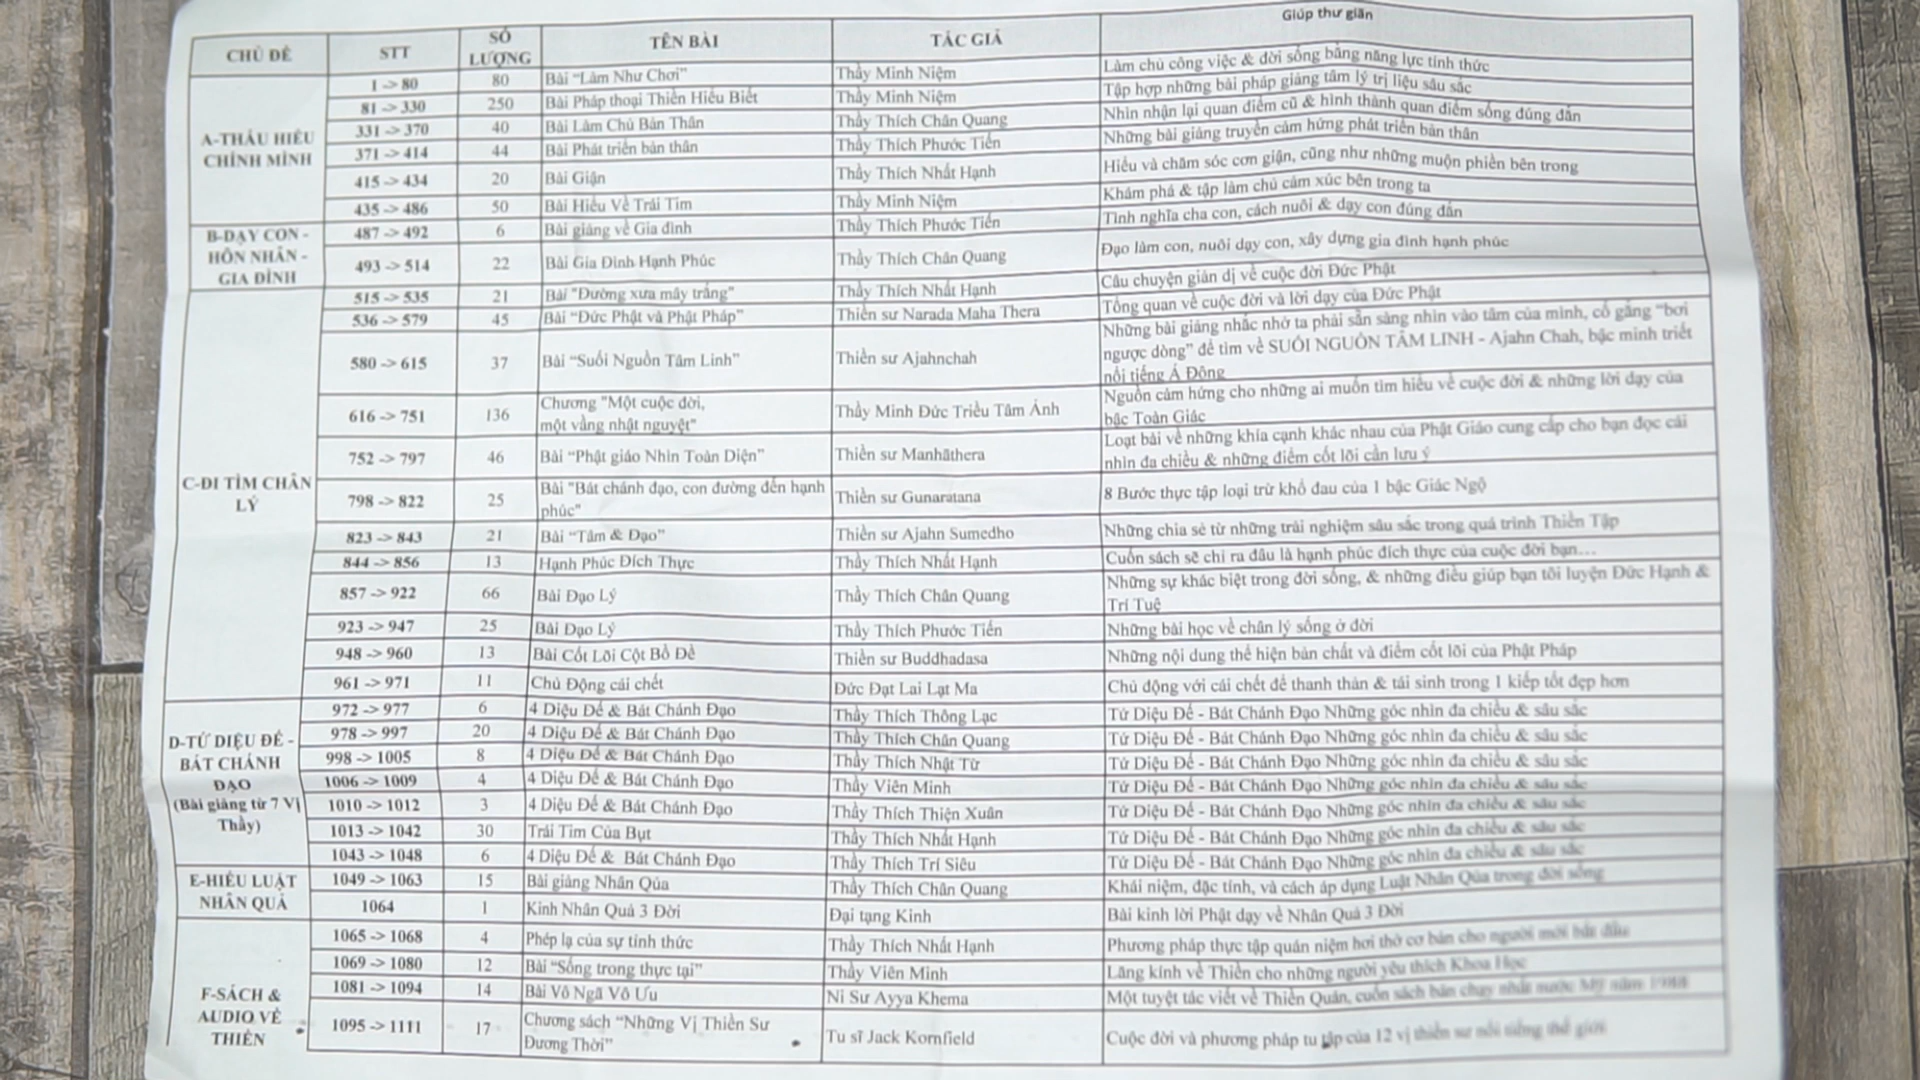 CHỦ ĐỀ STT SỐ LƯỢNG TÊN BÀI TÁC GIẢ Giúp thư giãn
A-THẤU HIỂU CHÍNH MÌNH
1 -> 80 80 Bài “Làm Như Chơi” Thầy Minh Niệm Làm chủ công việc & đời sống bằng năng lực tỉnh thức
81 -> 330 250 Bài Pháp thoại Thiền Hiểu Biết Thầy Minh Niệm Tập hợp những bài pháp giảng tâm lý trị liệu sâu sắc
331 -> 370 40 Bài Làm Chủ Bản Thân Thầy Thích Chân Quang Nhìn nhận lại quan điểm cũ & hình thành quan điểm sống đúng đắn
371 -> 414 44 Bài Phát triển bản thân Thầy Thích Phước Tiến Những bài giảng truyền cảm hứng phát triển bản thân
415 -> 434 20 Bài Giận Thầy Thích Nhất Hạnh Hiểu và chăm sóc cơn giận, cũng như những muộn phiền bên trong
435 -> 486 50 Bài Hiểu Về Trái Tim Thầy Minh Niệm Khám phá & tập làm chủ cảm xúc bên trong ta
B-DẠY CON - HÔN NHÂN - GIA ĐÌNH
487 -> 492 6 Bài giảng về Gia đình Thầy Thích Phước Tiến Tình nghĩa cha con, cách nuôi & dạy con đúng đắn
493 -> 514 22 Bài Gia Đình Hạnh Phúc Thầy Thích Chân Quang Đạo làm con, nuôi dạy con, xây dựng gia đình hạnh phúc
C-ĐI TÌM CHÂN LÝ
515 -> 535 21 Bài "Đường xưa mây trắng" Thầy Thích Nhất Hạnh Câu chuyện giản dị về cuộc đời Đức Phật
536 -> 579 45 Bài “Đức Phật và Phật Pháp” Thiền sư Narada Maha Thera Tổng quan về cuộc đời và lời dạy của Đức Phật
580 -> 615 37 Bài “Suối Nguồn Tâm Linh” Thiền sư Ajahnchah Những bài giảng nhắc nhở ta phải sẵn sàng nhìn vào tâm của mình, cố gắng “bơi
ngược dòng” để tìm về SUỐI NGUỒN TÂM LINH - Ajahn Chah, bậc minh triết
nổi tiếng Á Đông
616 -> 751 136 Chương "Một cuộc đời,
một vầng nhật nguyệt" Thầy Minh Đức Triều Tâm Ảnh Nguồn cảm hứng cho những ai muốn tìm hiểu về cuộc đời & những lời dạy của
bậc Toàn Giác
752 -> 797 46 Bài “Phật giáo Nhìn Toàn Diện” Thiền sư Manhãthera Loạt bài về những khía cạnh khác nhau của Phật Giáo cung cấp cho bạn đọc cái
nhìn đa chiều & những điểm cốt lõi cần lưu ý
798 -> 822 25 Bài "Bát chánh đạo, con đường đến hạnh
phúc" Thiền sư Gunaratana 8 Bước thực tập loại trừ khổ đau của 1 bậc Giác Ngộ
823 -> 843 21 Bài “Tâm & Đạo” Thiền sư Ajahn Sumedho Những chia sẻ từ những trải nghiệm sâu sắc trong quá trình Thiền Tập
844 -> 856 13 Hạnh Phúc Đích Thực Thầy Thích Nhất Hạnh Cuốn sách sẽ chỉ ra đâu là hạnh phúc đích thực của cuộc đời bạn…
857 -> 922 66 Bài Đạo Lý Thầy Thích Chân Quang Những sự khác biệt trong đời sống, & những điều giúp bạn tôi luyện Đức Hạnh &
Trí Tuệ
923 -> 947 25 Bài Đạo Lý Thầy Thích Phước Tiến Những bài học về chân lý sống ở đời
948 -> 960 13 Bài Cốt Lõi Cột Bồ Đề Thiền sư Buddhadasa Những nội dung thể hiện bản chất và điểm cốt lõi của Phật Pháp
961 -> 971 11 Chủ Động cái chết Đức Đạt Lai Lạt Ma Chủ động với cái chết để thanh thản & tái sinh trong 1 kiếp tốt đẹp hơn
D-TỨ DIỆU ĐẾ - BÁT CHÁNH ĐẠO
(Bài giảng từ 7 Vị Thầy)
972 -> 977 6 4 Diệu Đế & Bát Chánh Đạo Thầy Thích Thông Lạc Tứ Diệu Đế - Bát Chánh Đạo Những góc nhìn đa chiều & sâu sắc
978 -> 997 20 4 Diệu Đế & Bát Chánh Đạo Thầy Thích Chân Quang Tứ Diệu Đế - Bát Chánh Đạo Những góc nhìn đa chiều & sâu sắc
998 -> 1005 8 4 Diệu Đế & Bát Chánh Đạo Thầy Thích Nhật Từ Tứ Diệu Đế - Bát Chánh Đạo Những góc nhìn đa chiều & sâu sắc
1006 -> 1009 4 4 Diệu Đế & Bát Chánh Đạo Thầy Viên Minh Tứ Diệu Đế - Bát Chánh Đạo Những góc nhìn đa chiều & sâu sắc
1010 -> 1012 3 4 Diệu Đế & Bát Chánh Đạo Thầy Thích Thiện Xuân Tứ Diệu Đế - Bát Chánh Đạo Những góc nhìn đa chiều & sâu sắc
1013 -> 1042 30 Trái Tim Của Bụt Thầy Thích Nhất Hạnh Tứ Diệu Đế - Bát Chánh Đạo Những góc nhìn đa chiều & sâu sắc
1043 -> 1048 6 4 Diệu Đế & Bát Chánh Đạo Thầy Thích Trí Siêu Tứ Diệu Đế - Bát Chánh Đạo Những góc nhìn đa chiều & sâu sắc
E-HIỂU LUẬT NHÂN QUẢ
1049 -> 1063 15 Bài giảng Nhân Qủa Thầy Thích Chân Quang Khái niệm, đặc tính, và cách áp dụng Luật Nhân Qủa trong đời sống
1064 1 Kinh Nhân Quả 3 Đời Đại tạng Kinh Bài kinh lời Phật dạy về Nhân Quả 3 Đời
F-SÁCH & AUDIO VỀ THIỀN
1065 -> 1068 4 Phép lạ của sự tỉnh thức Thầy Thích Nhất Hạnh Phương pháp thực tập quán niệm hơi thở cơ bản cho người mới bắt đầu
1069 -> 1080 12 Bài “Sống trong thực tại” Thầy Viên Minh Lăng kính về Thiền cho những người yêu thích Khoa Học
1081 -> 1094 14 Bài Vô Ngã Vô Ưu Ni Sư Ayya Khema Một tuyệt tác viết về Thiền Quán, cuốn sách bán chạy nhất nước Mỹ năm
1095 -> 1111 17 Chương sách “Những Vị Thiền Sư
Đương Thời” Tu sĩ Jack Kornfield Cuộc đời và phương pháp tu tập của 12 vị thiền sư nổi tiếng thế giới